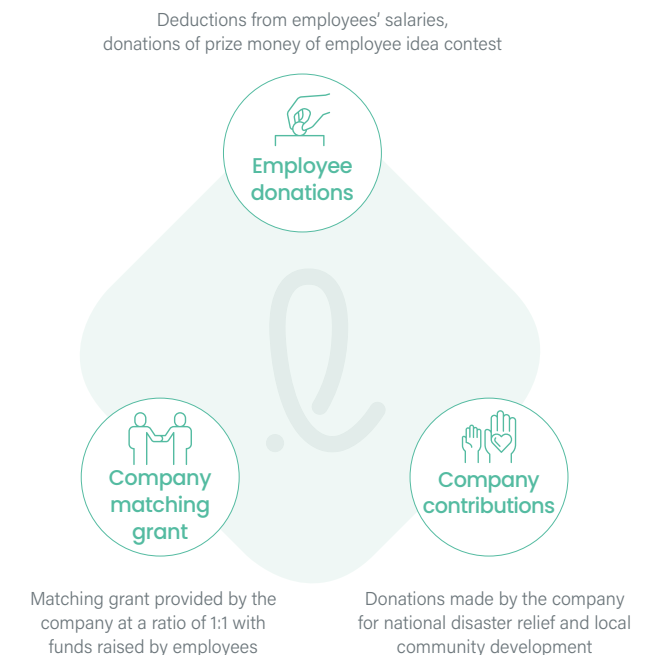 Deductions from employees’ salaries,
donations of prize money of employee idea contest
Employee
donations
Company
matching
grant
Company
contributions
Matching grant provided by the
company at a ratio of 1:1 with
funds raised by employees
Donations made by the company
for national disaster relief and local
community development